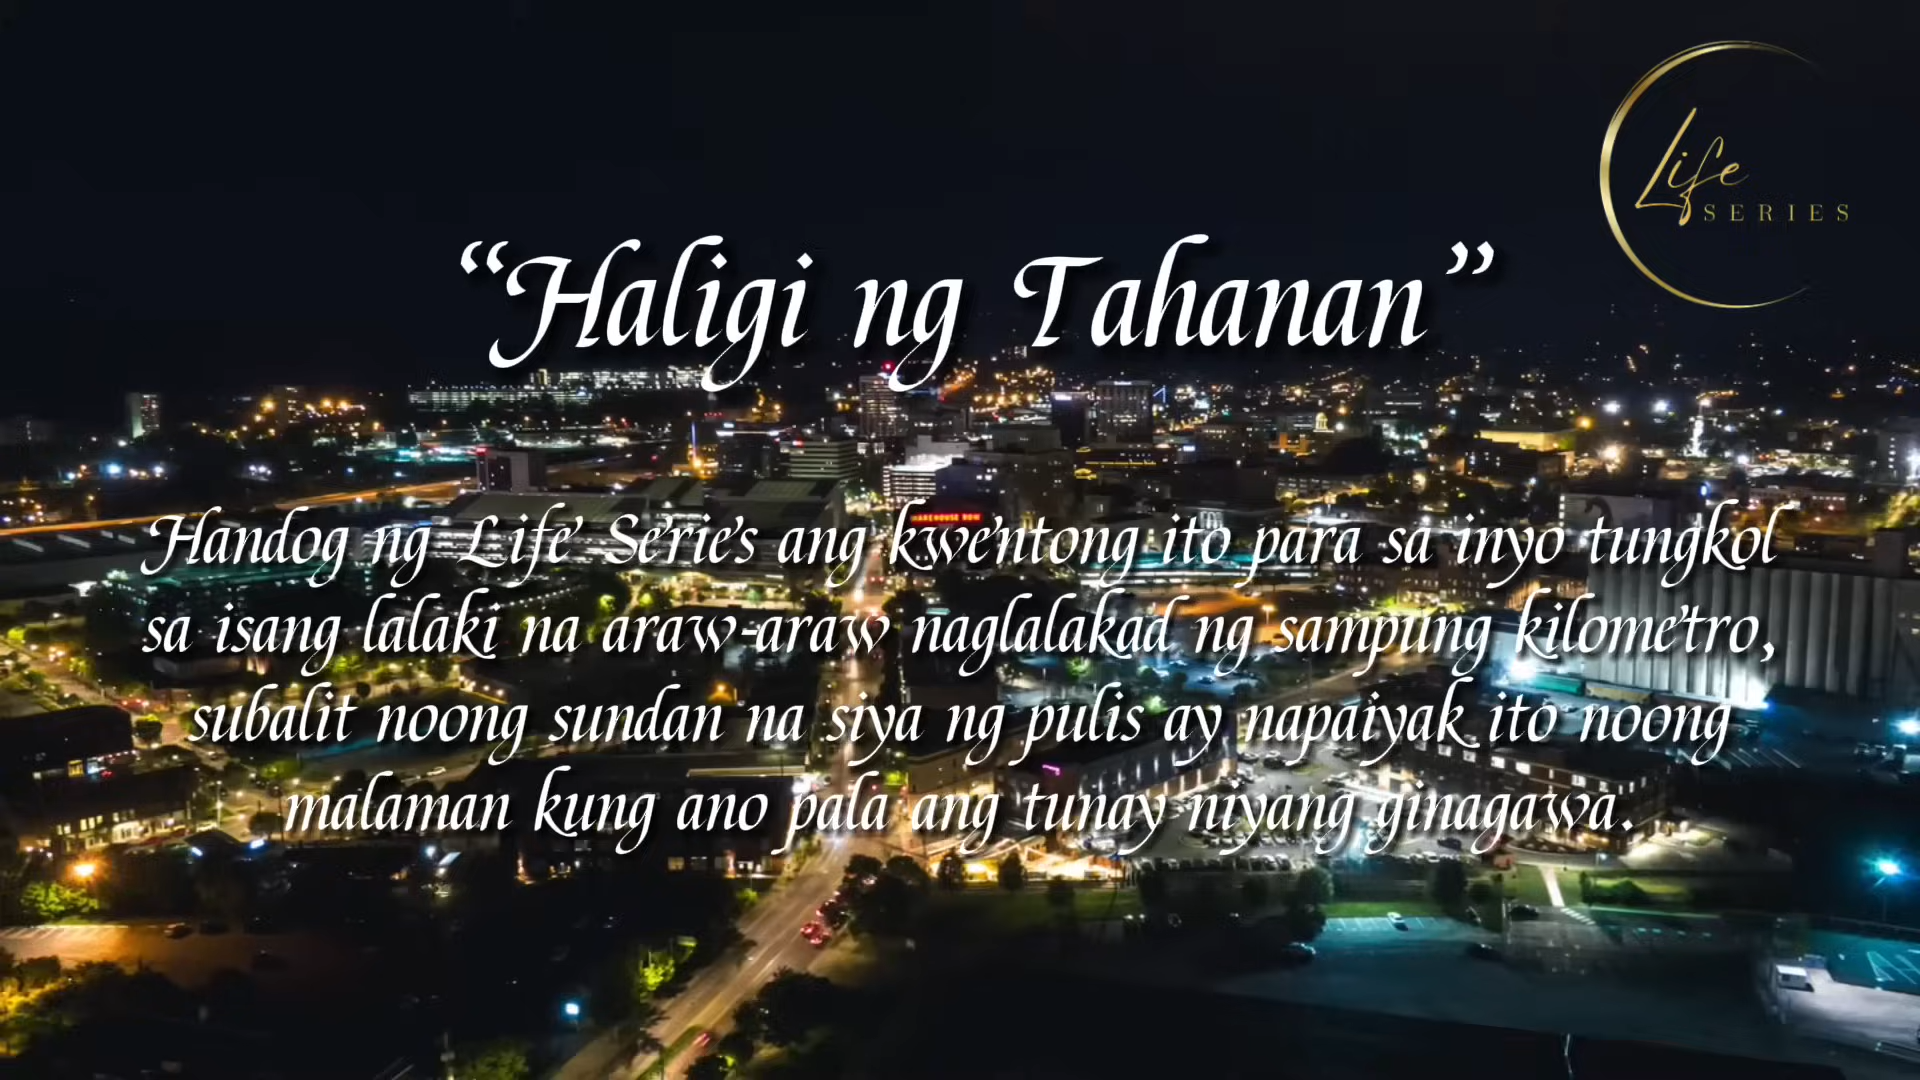 Life
SERIES
“Haligi ng Tahanan”
WAREHOUSE ROW
Handog ng Life Series ang kwentong ito para sa inyo tungkol
sa isang lalaki na araw-araw naglalakad ng sampung kilometro,
subalit noong sundan na siya ng pulis ay napaiyak ito noong
malaman kung ano pala ang tunay niyang ginagawa.